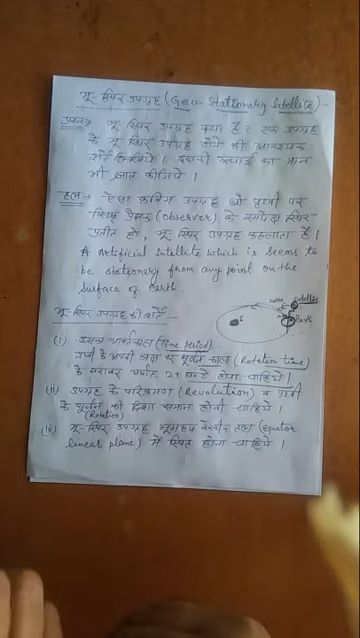 भू-स्थिर उपग्रह (Geo-Stationary Satellite)-
प्रश्न→ भू स्थिर उपग्रह क्या है? एक उपग्रह
के भू स्थिर उपग्रह होने की आवश्यक
शर्तें लिखिये। इसकी ऊंचाई का मान
भी ज्ञात कीजिये।
हल→ ऐसा कृत्रिम उपग्रह जो पृथ्वी पर
स्थित प्रेक्षक (observer) के सापेक्ष स्थिर
प्रतीत हो, भू स्थिर उपग्रह कहलाता है।
A Artificial satellite which is seems to
be stationary from any point on the
surface of earth.
Satellite
Earth
S
भू-स्थिर उपग्रह की शर्तें-
(i) इसका आवर्तकाल (Time period)
पृथ्वी के अपनी अक्ष पर घूर्णन काल (Rotation time)
के बराबर अर्थात 24 घण्टे होना चाहिये।
(ii) उपग्रह के परिक्रमण (Revolution) व पृथ्वी
के घूर्णन की दिशा समान होनी चाहिये।
(Rotation)
(iii) भू-स्थिर उपग्रह तल (equator
linear plane) में स्थित होना चाहिये।